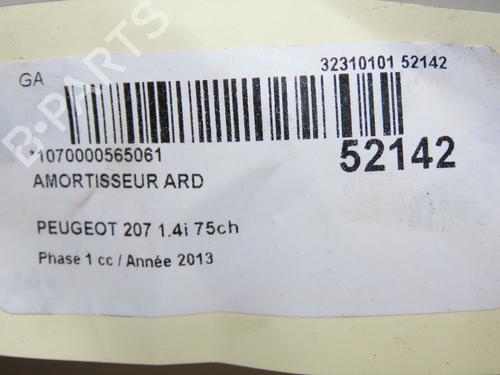 GA
32310101 52142
*1070000565061
52142
AMORTISSEUR ARD
PEUGEOT 207 1.4i 75ch
Phase 1 cc / Année 2013
B-PARTS